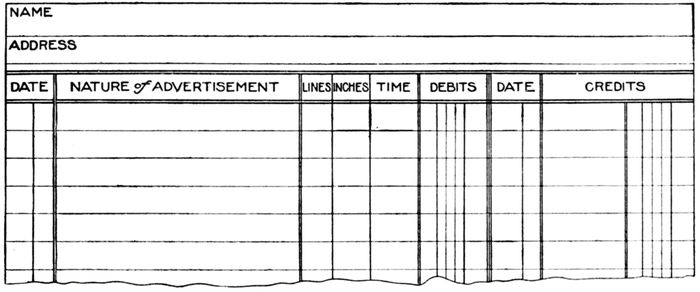 NAME
ADDRESS
DATE NATURE of ADVERTISEMENT LINES INCHES TIME DEBITS DATE CREDITS